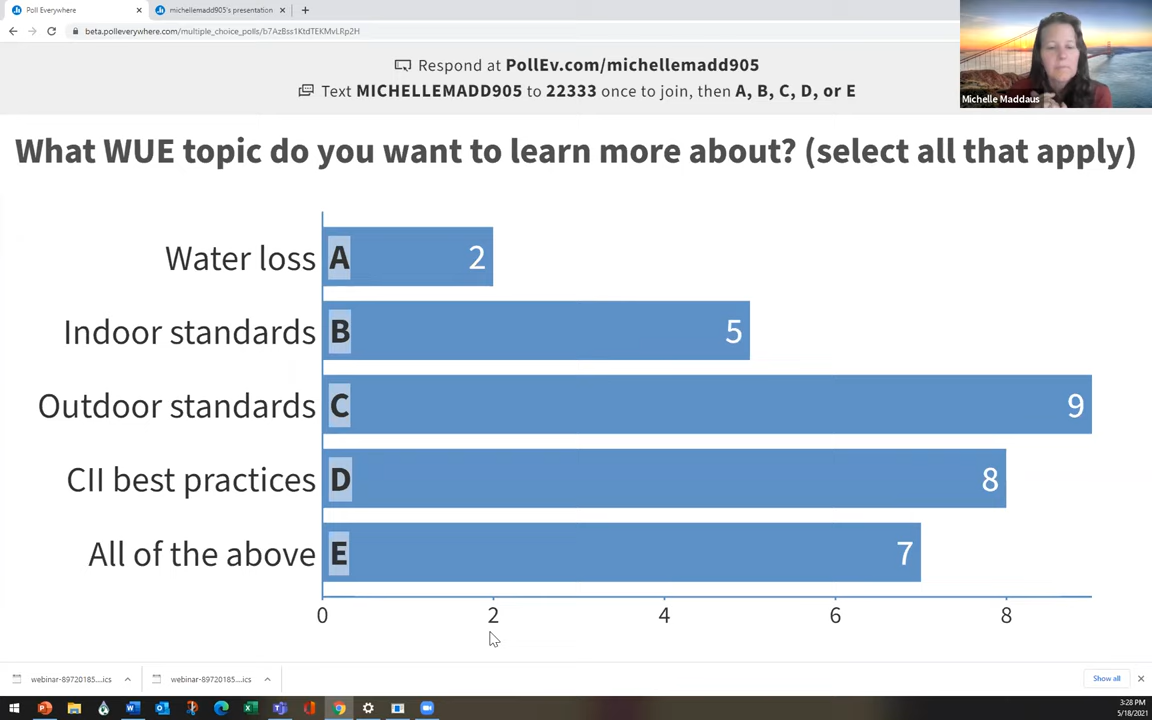 Poll Everywhere
michellemadd905's presentation
beta.polleverywhere.com/multiple_choice_polls/b7AzBss1KtdTEKMvLRp2H
Respond at PollEv.com/michellemadd905
Text MICHELLEMADD905 to 22333 once to join, then A, B, C, D, or E
Michelle Maddaus
What WUE topic do you want to learn more about? (select all that apply)
Water loss A 2
Indoor standards B 5
Outdoor standards C 9
CII best practices D 8
All of the above E 7
0 2 4 6 8
webinar-89720185....ics
webinar-89720185....ics
Show all
3:28 PM
5/18/2021